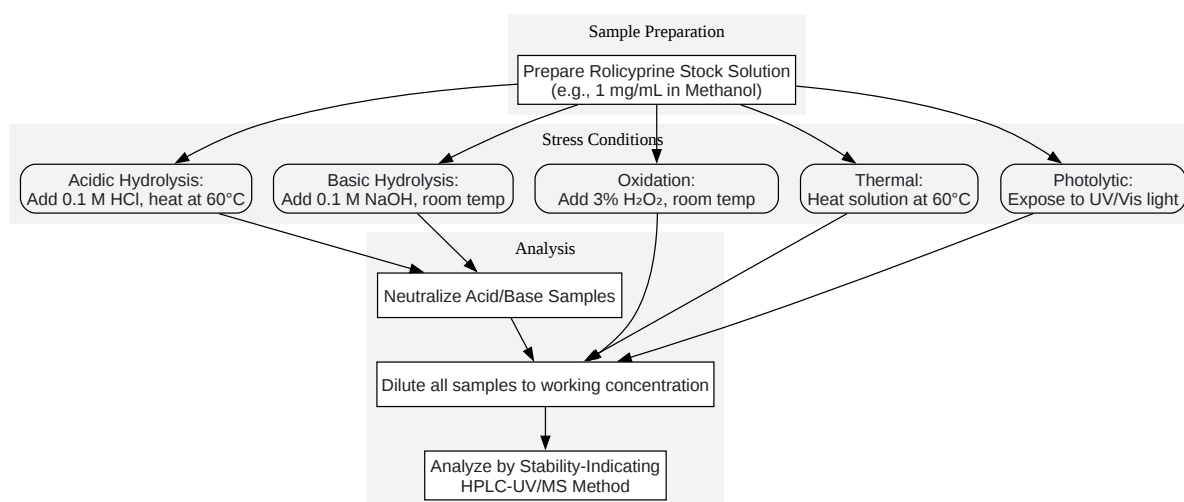 Sample Preparation
Prepare Rolicyprine Stock Solution
(e.g., 1 mg/mL in Methanol)
Stress Conditions
Acidic Hydrolysis:
Add 0.1 M HCl, heat at 60°C
Basic Hydrolysis:
Add 0.1 M NaOH, room temp
Oxidation:
Add 3% H₂O₂, room temp
Thermal:
Heat solution at 60°C
Photolytic:
Expose to UV/Vis light
Analysis
Neutralize Acid/Base Samples
Dilute all samples to working concentration
Analyze by Stability-Indicating
HPLC-UV/MS Method